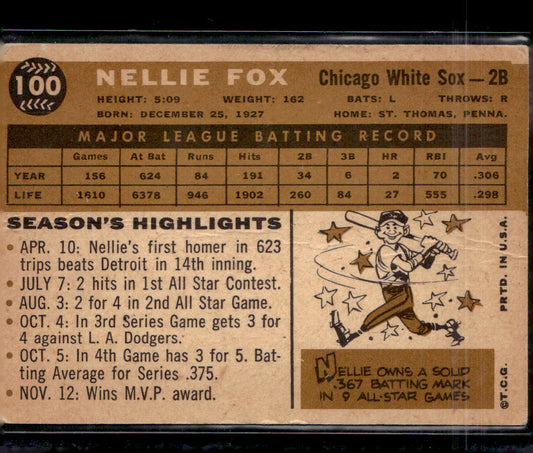 100
NELLIE FOX
Chicago White Sox — 2B
HEIGHT: 5:09 WEIGHT: 162 BATS: L THROWS: R
BORN: DECEMBER 25, 1927 HOME: ST. THOMAS, PENNA.
MAJOR LEAGUE BATTING RECORD
Games At Bat Runs Hits 2B 3B HR RBI Avg
YEAR 156 624 84 191 34 6 2 70 .306
LIFE 1610 6378 946 1902 260 84 27 555 .298
SEASON'S HIGHLIGHTS
• APR. 10: Nellie's first homer in 623
trips beats Detroit in 14th inning.
• JULY 7: 2 hits in 1st All Star Contest.
• AUG. 3: 2 for 4 in 2nd All Star Game.
• OCT. 4: In 3rd Series Game gets 3 for
4 against L. A. Dodgers.
• OCT. 5: In 4th Game has 3 for 5. Bat-
ting Average for Series .375.
• NOV. 12: Wins M.V.P. award.
NELLIE OWNS A SOLID
.367 BATTING MARK
IN 9 ALL-STAR GAMES
©T.C.G. PRTD. IN U.S.A.